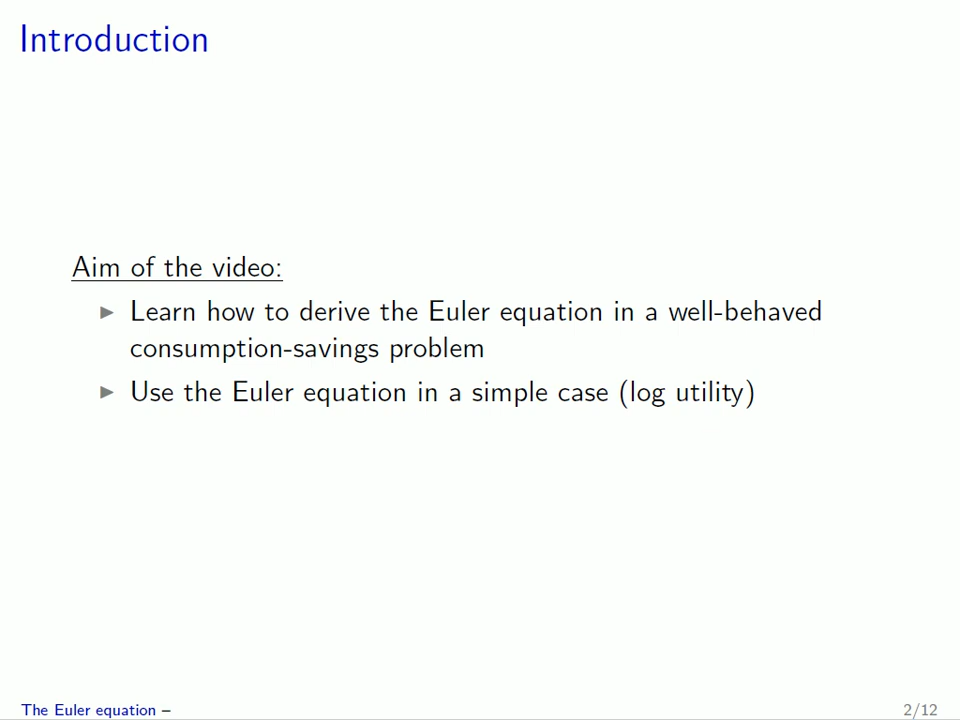 Introduction
Aim of the video:
▶ Learn how to derive the Euler equation in a well-behaved
consumption-savings problem
▶ Use the Euler equation in a simple case (log utility)
The Euler equation –
2/12